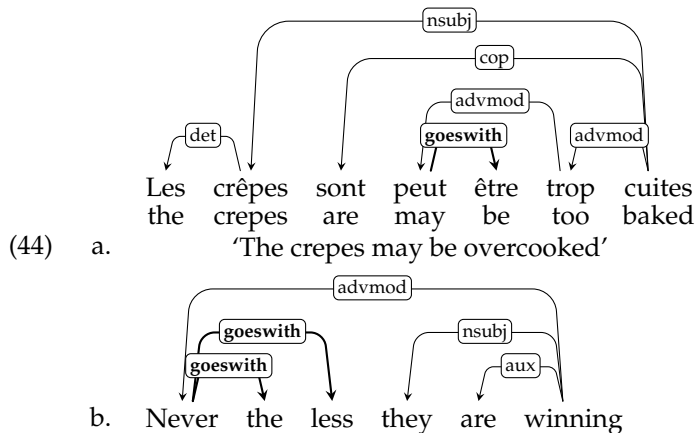 nsubj
cop
advmod
det goeswith advmod
Les crêpes sont peut être trop cuites
the crepes are may be too baked
(44) a. 'The crepes may be overcooked'
advmod
goeswith nsubj
goeswith aux
b. Never the less they are winning